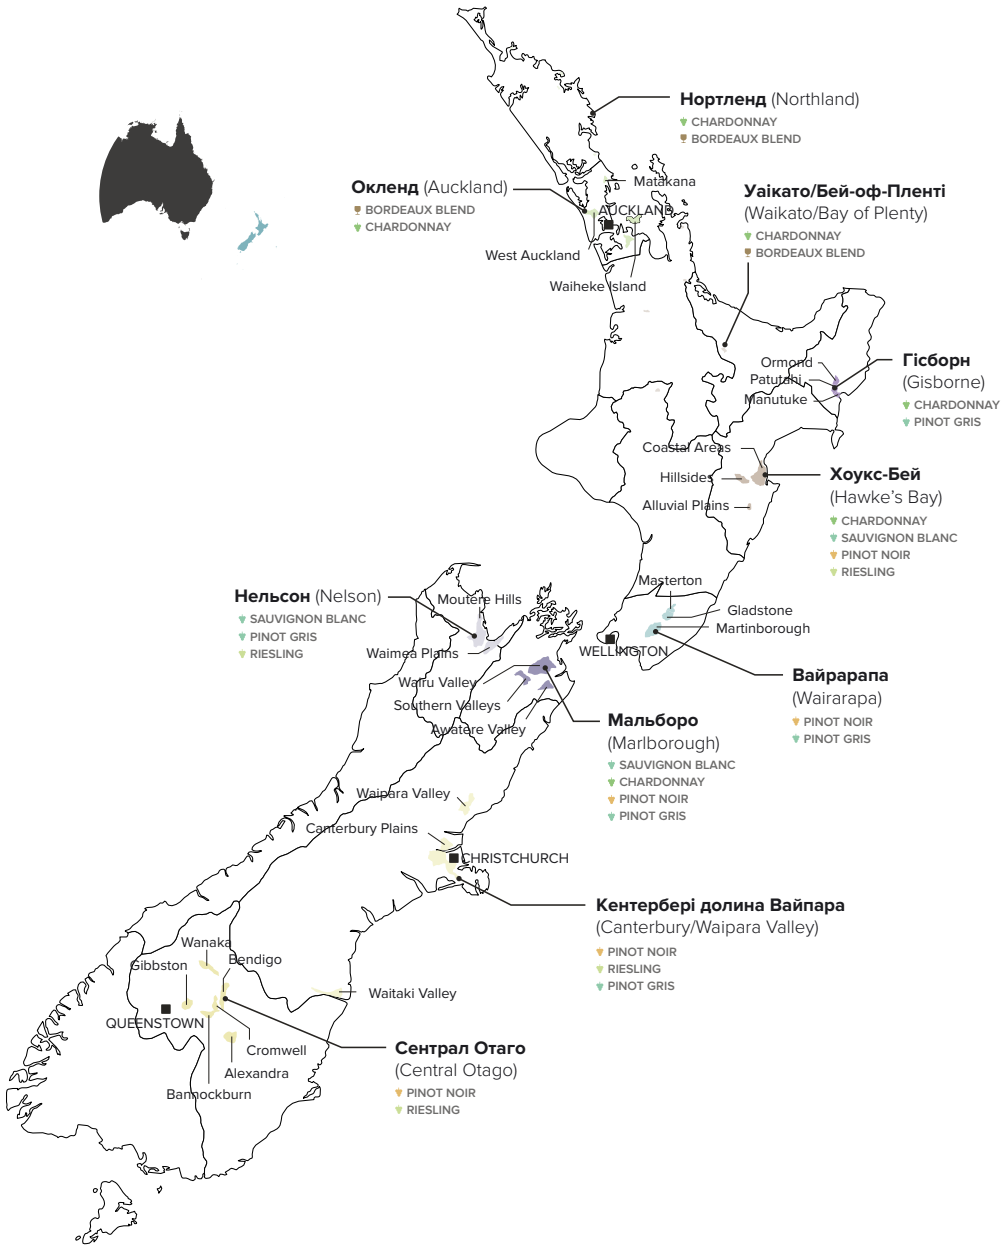 Нортленд (Northland)
CHARDONNAY
BORDEAUX BLEND
Matakana
Окленд (Auckland)
BORDEAUX BLEND
CHARDONNAY
AUCKLAND
West Auckland
Waiheke Island
Уаікато/Бей-оф-Пленті
(Waikato/Bay of Plenty)
CHARDONNAY
BORDEAUX BLEND
Ormond
Patutahi
Manutuke
Гісборн
(Gisborne)
CHARDONNAY
PINOT GRIS
Coastal Areas
Hillsides
Alluvial Plains
Хоукс-Бей
(Hawke's Bay)
CHARDONNAY
SAUVIGNON BLANC
PINOT NOIR
RIESLING
Masterton
Gladstone
Martinborough
WELLINGTON
Вайрарапа
(Wairarapa)
PINOT NOIR
PINOT GRIS
Нельсон (Nelson)
SAUVIGNON BLANC
PINOT GRIS
RIESLING
Moutere Hills
Waimea Plains
Wairu Valley
Southern Valleys
Awatere Valley
Мальборо
(Marlborough)
SAUVIGNON BLANC
CHARDONNAY
PINOT NOIR
PINOT GRIS
Waipara Valley
Canterbury Plains
CHRISTCHURCH
Кентербері долина Вайпара
(Canterbury/Waipara Valley)
PINOT NOIR
RIESLING
PINOT GRIS
Wanaka
Gibbston
Bendigo
Waitaki Valley
QUEENSTOWN
Cromwell
Alexandra
Bannockburn
Сентрал Отаго
(Central Otago)
PINOT NOIR
RIESLING